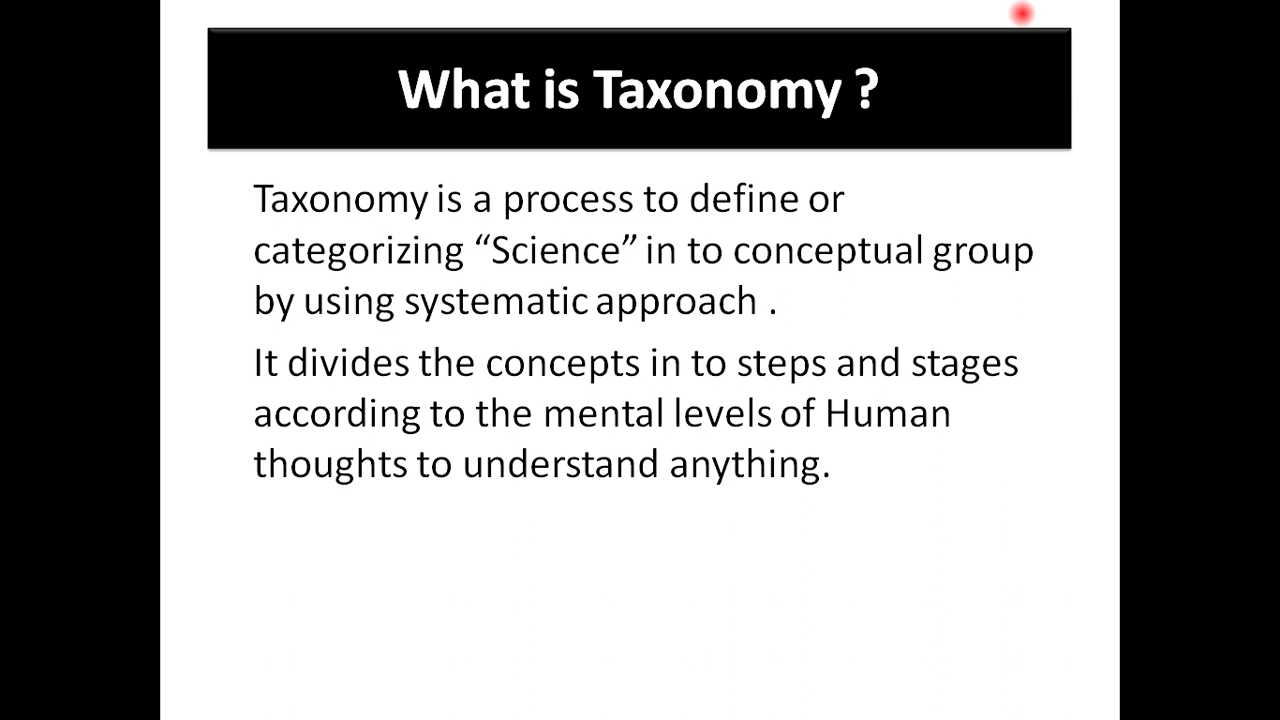 What is Taxonomy ?
Taxonomy is a process to define or
categorizing “Science” in to conceptual group
by using systematic approach .
It divides the concepts in to steps and stages
according to the mental levels of Human
thoughts to understand anything.